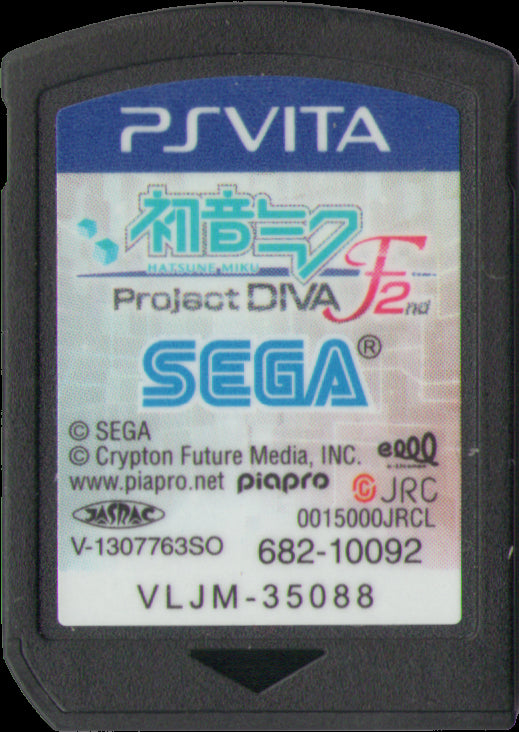 PSVITA
初音ミク
HATSUNE MIKU
Project DIVA F 2nd
SEGA®
© SEGA
© Crypton Future Media, INC.
www.piapro.net piapro JRC
JASRAC 0015000JRCL
V-1307763SO 682-10092
VLJM-35088